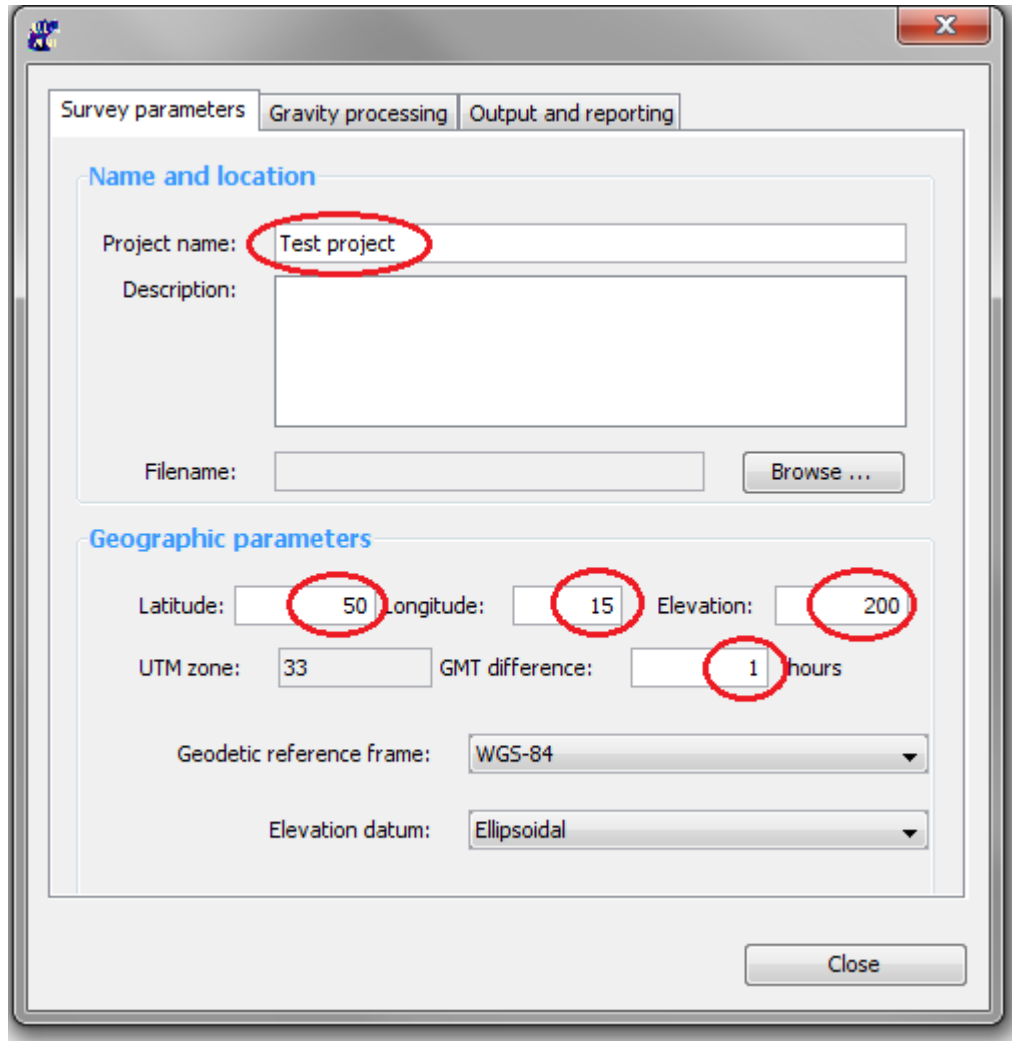 Survey parameters Gravity processing Output and reporting
Name and location
Project name: Test project
Description:
Filename: Browse ...
Geographic parameters
Latitude: 50 Longitude: 15 Elevation: 200
UTM zone: 33 GMT difference: 1 hours
Geodetic reference frame: WGS-84
Elevation datum: Ellipsoidal
Close